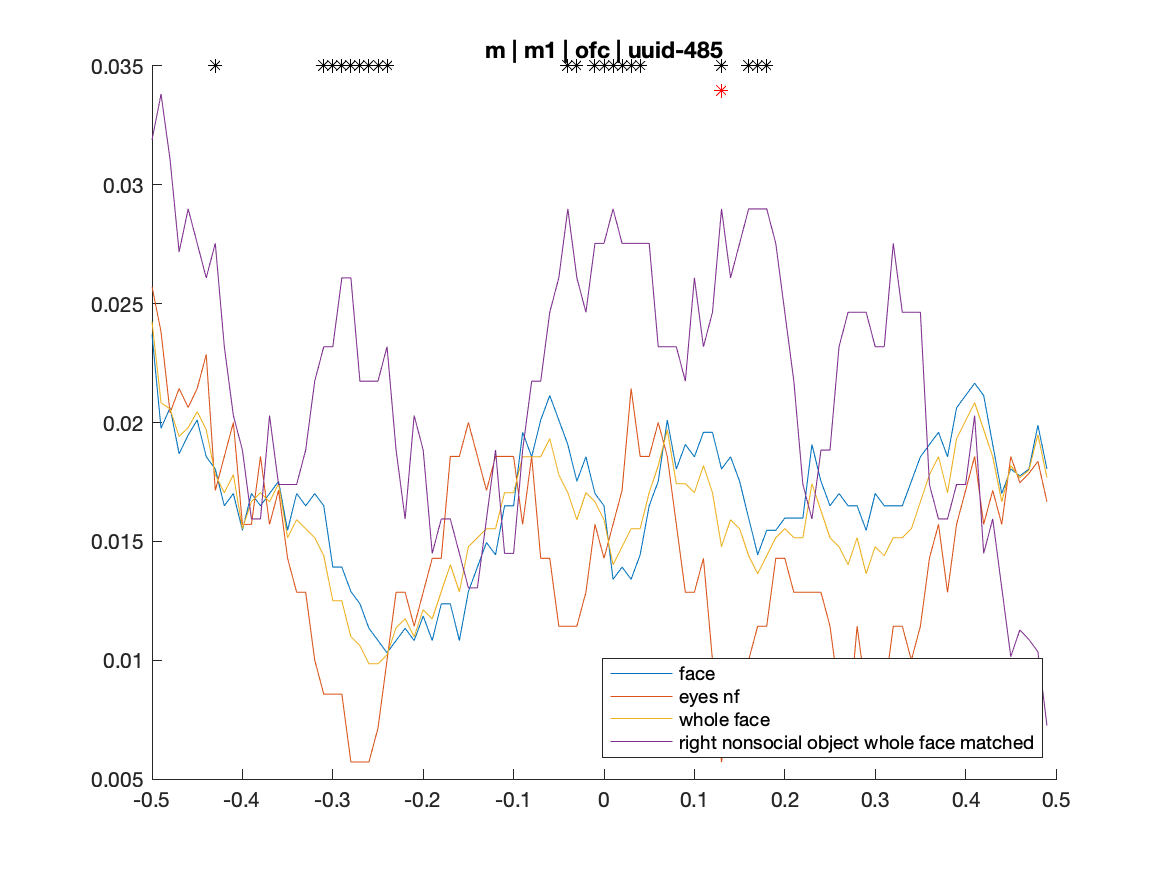 m | m1 | ofc | uuid-485
0.035
0.03
0.025
0.02
0.015
0.01
0.005
-0.5 -0.4 -0.3 -0.2 -0.1 0 0.1 0.2 0.3 0.4 0.5
face
eyes nf
whole face
right nonsocial object whole face matched